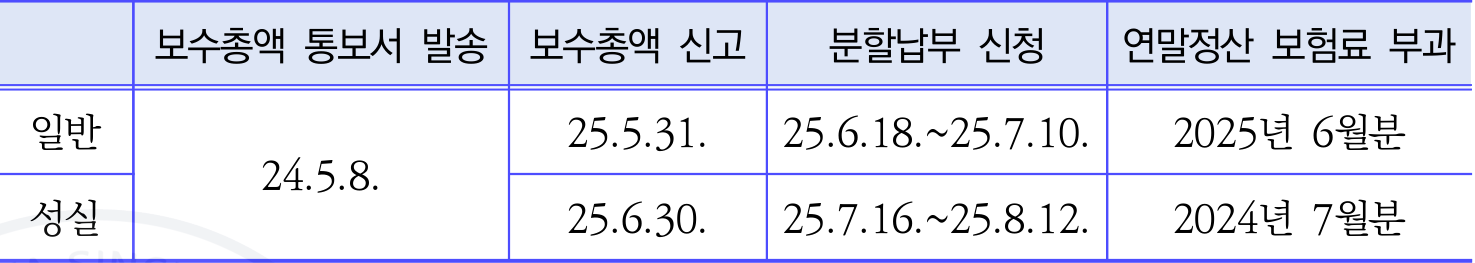 보수총액 통보서 발송 보수총액 신고 분할납부 신청 연말정산 보험료 부과
일반 24.5.8. 25.5.31. 25.6.18.~25.7.10. 2025년 6월분
성실 25.6.30. 25.7.16.~25.8.12. 2024년 7월분